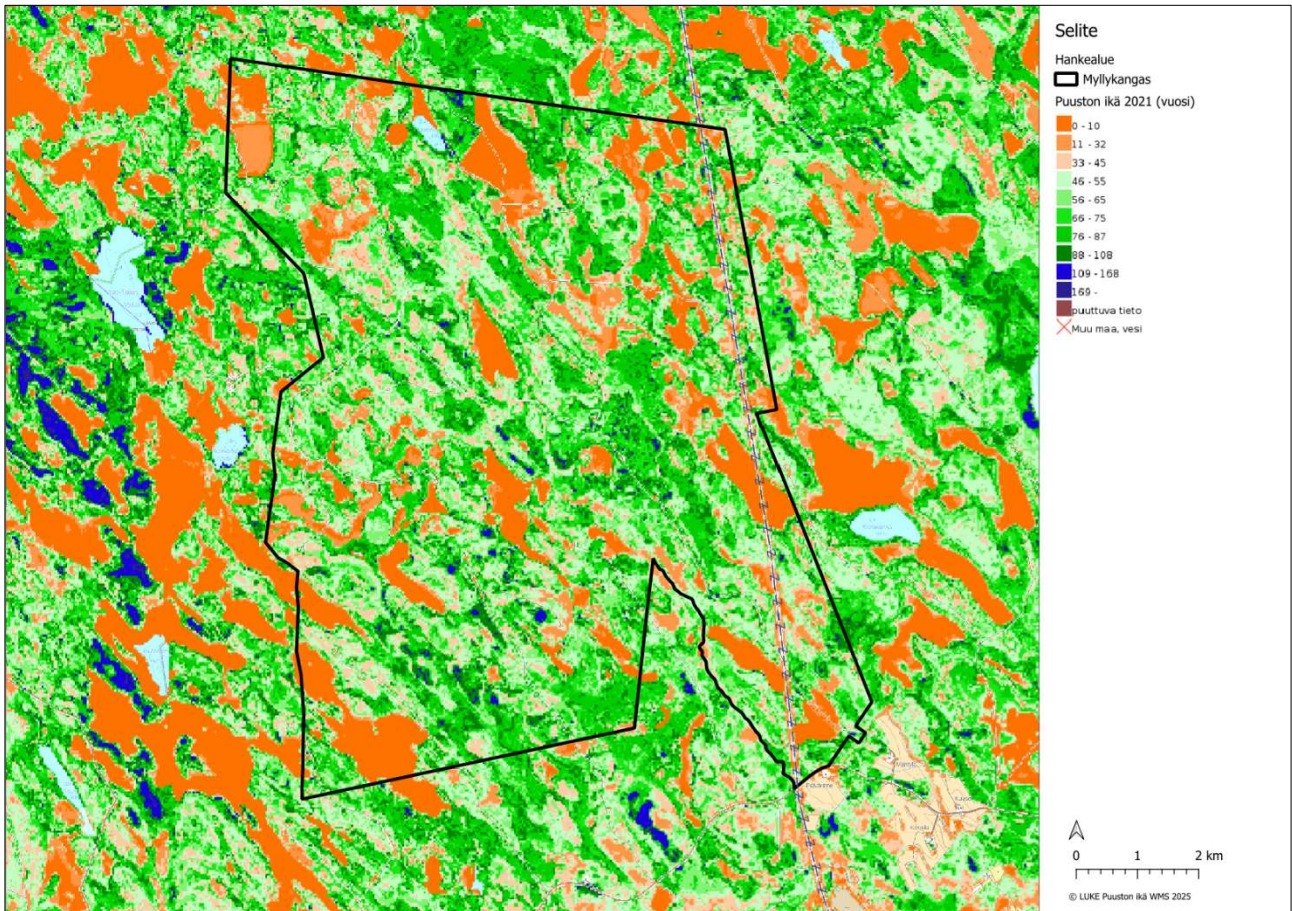 Selite
Hankealue
Myllykangas
Puuston ikä 2021 (vuosi)
0 - 10
11 - 32
33 - 45
46 - 55
56 - 65
66 - 75
76 - 87
88 - 108
109 - 168
169 -
puuttuva tieto
Muu maa, vesi
0 1 2 km
© LUKE Puuston ikä WMS 2025